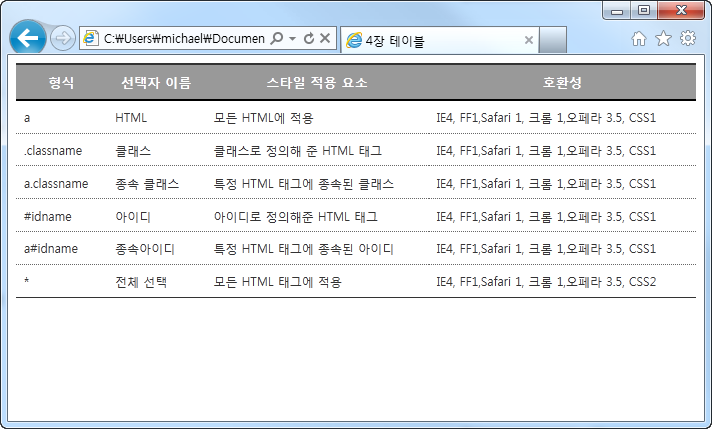 C:₩Users₩michael₩Documen
4장 테이블
형식 선택자 이름 스타일 적용 요소 호환성
a HTML 모든 HTML에 적용 IE4, FF1,Safari 1, 크롬 1,오페라 3.5, CSS1
.classname 클래스 클래스로 정의해 준 HTML 태그 IE4, FF1,Safari 1, 크롬 1,오페라 3.5, CSS1
a.classname 종속 클래스 특정 HTML 태그에 종속된 클래스 IE4, FF1,Safari 1, 크롬 1,오페라 3.5, CSS1
#idname 아이디 아이디로 정의해준 HTML 태그 IE4, FF1,Safari 1, 크롬 1,오페라 3.5, CSS1
a#idname 종속아이디 특정 HTML 태그에 종속된 아이디 IE4, FF1,Safari 1, 크롬 1,오페라 3.5, CSS1
* 전체 선택 모든 HTML 태그에 적용 IE4, FF1,Safari 1, 크롬 1,오페라 3.5, CSS2